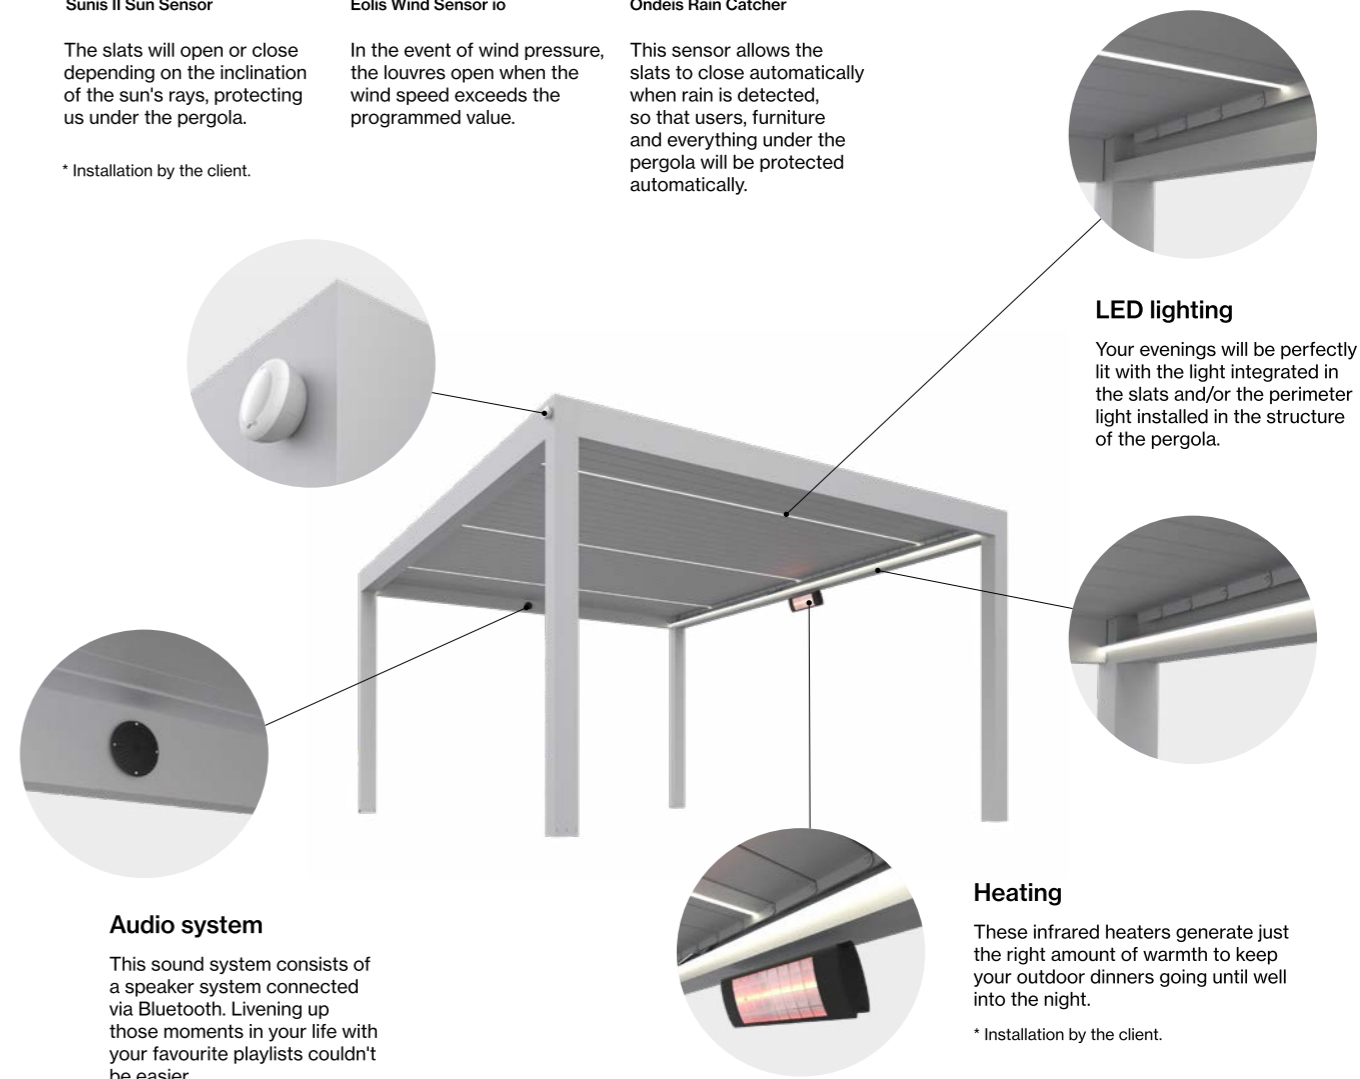 Sunis II Sun Sensor
The slats will open or close
depending on the inclination
of the sun's rays, protecting
us under the pergola.
* Installation by the client.
Eolis Wind Sensor io
In the event of wind pressure,
the louvres open when the
wind speed exceeds the
programmed value.
Ondeis Rain Catcher
This sensor allows the
slats to close automatically
when rain is detected,
so that users, furniture
and everything under the
pergola will be protected
automatically.
LED lighting
Your evenings will be perfectly
lit with the light integrated in
the slats and/or the perimeter
light installed in the structure
of the pergola.
Audio system
This sound system consists of
a speaker system connected
via Bluetooth. Livening up
those moments in your life with
your favourite playlists couldn't
be easier
Heating
These infrared heaters generate just
the right amount of warmth to keep
your outdoor dinners going until well
into the night.
* Installation by the client.